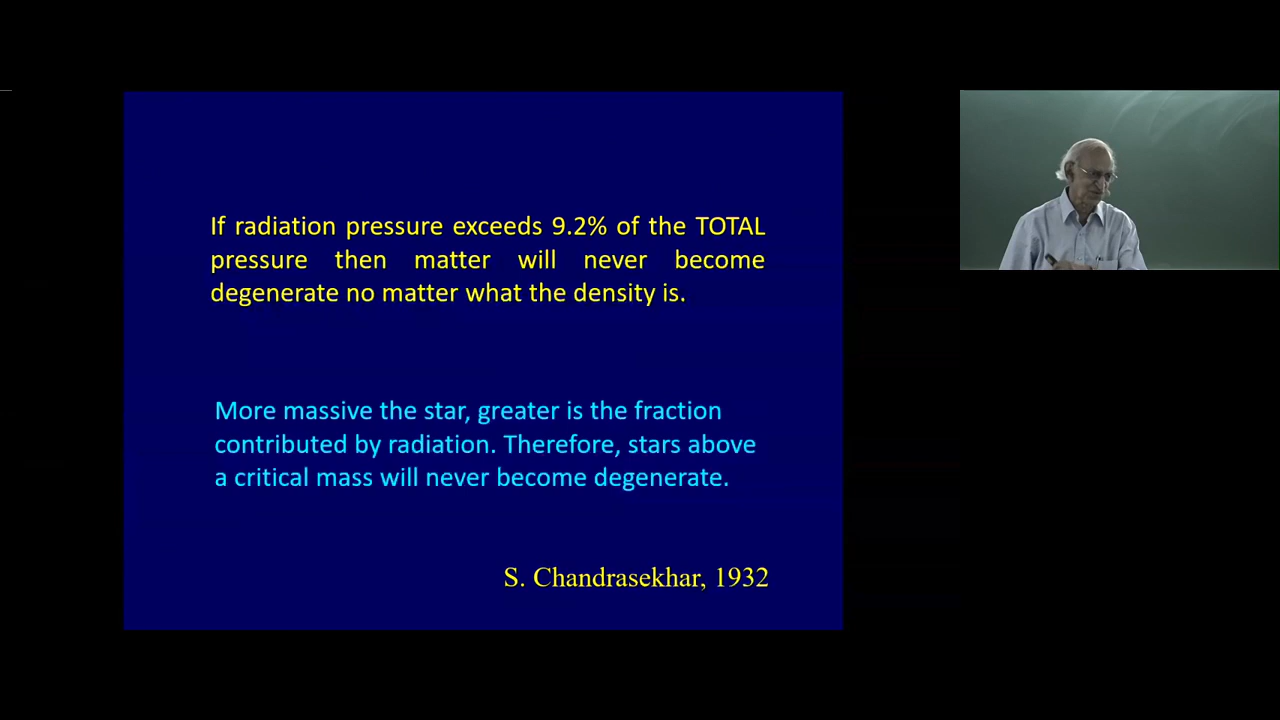 If radiation pressure exceeds 9.2% of the TOTAL
pressure then matter will never become
degenerate no matter what the density is.
More massive the star, greater is the fraction
contributed by radiation. Therefore, stars above
a critical mass will never become degenerate.
S. Chandrasekhar, 1932